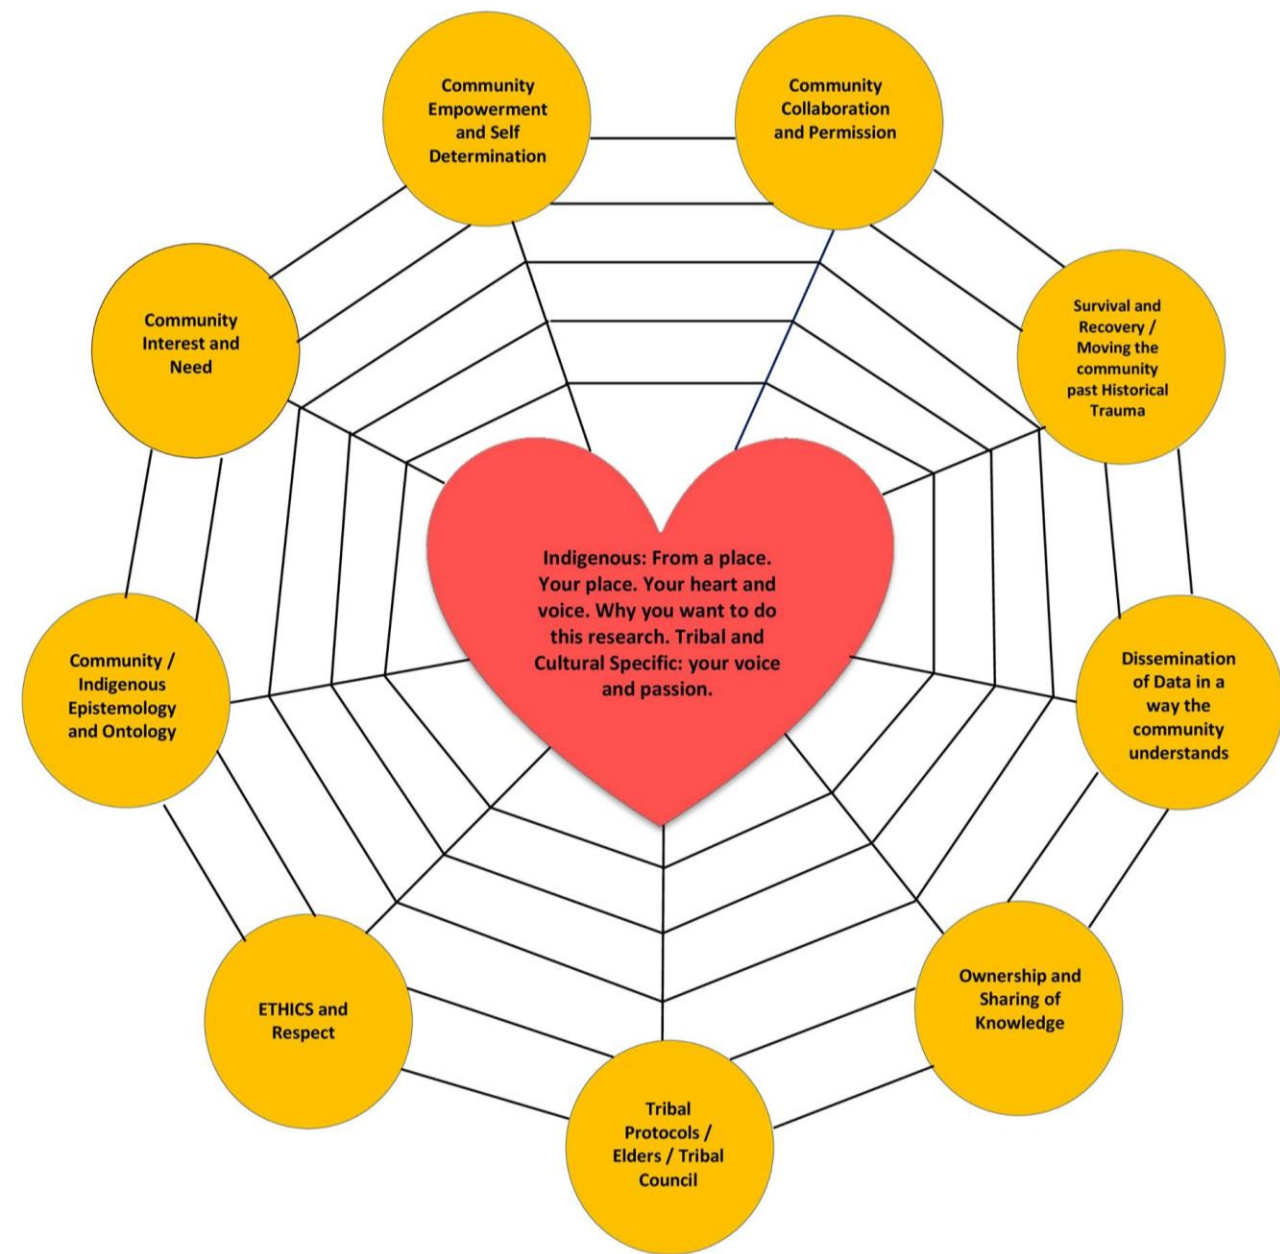 Community
Empowerment
and Self
Determination
Community
Collaboration
and Permission
Survival and
Recovery /
Moving the
community
past Historical
Trauma
Dissemination
of Data in a
way the
community
understands
Ownership and
Sharing of
Knowledge
Tribal
Protocols /
Elders / Tribal
Council
ETHICS and
Respect
Community /
Indigenous
Epistemology
and Ontology
Community
Interest and
Need
Indigenous: From a place.
Your place. Your heart and
voice. Why you want to do
this research. Tribal and
Cultural Specific: your voice
and passion.